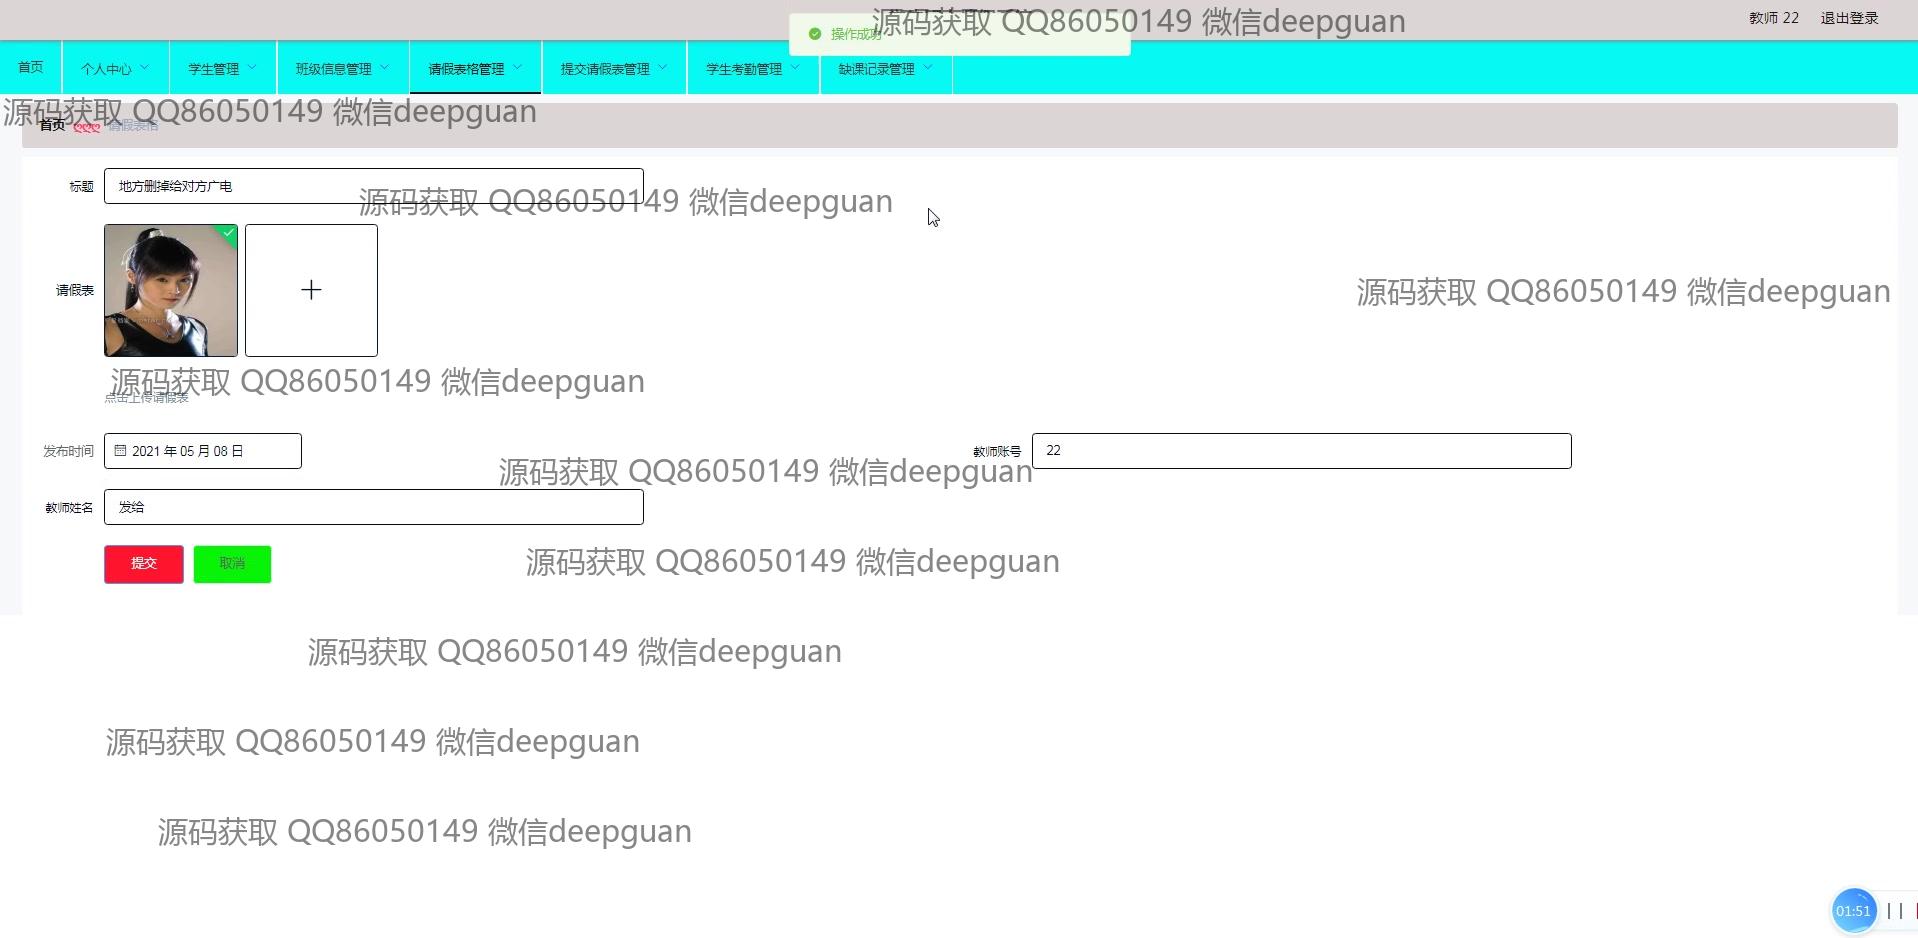 源码获取 QQ86050149 微信deepguan
教师 22 退出登录
操作成功
首页 个人中心 学生管理 班级信息管理 请假表格管理 提交请假表管理 学生考勤管理 缺课记录管理
源码获取 QQ86050149 微信deepguan
首页 请假表格
标题 地方删掉给对方广电
源码获取 QQ86050149 微信deepguan
请假表
源码获取 QQ86050149 微信deepguan
源码获取 QQ86050149 微信deepguan
点击上传请假表
发布时间 2021 年 05 月 08 日 教师账号 22
源码获取 QQ86050149 微信deepguan
教师姓名 发给
提交 取消
源码获取 QQ86050149 微信deepguan
源码获取 QQ86050149 微信deepguan
源码获取 QQ86050149 微信deepguan
源码获取 QQ86050149 微信deepguan
01:51